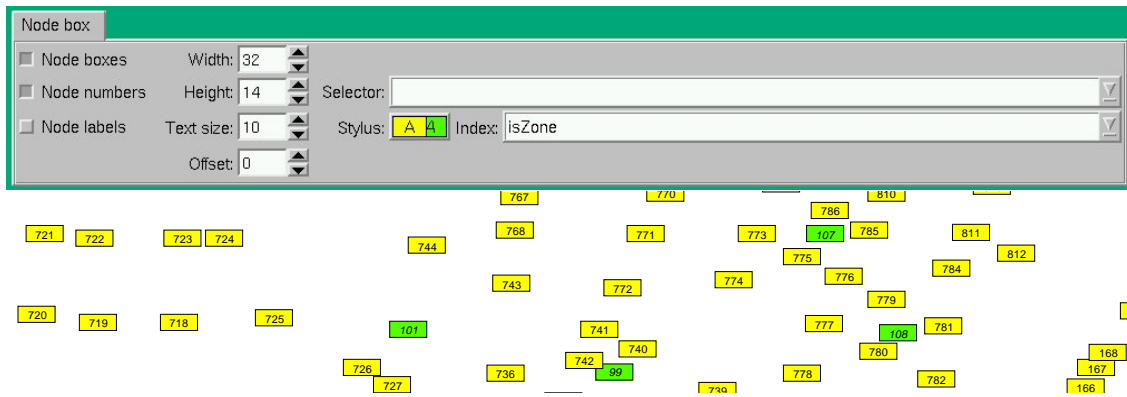 Node box
Node boxes Width: 32
Node numbers Height: 14 Selector:
Node labels Text size: 10 Stylus: A A Index: isZone
Offset: 0
767 770 810
786
721 722 723 724 744 768 771 773 107 785 811
775 812
743 772 774 776 784
779
720 719 718 725 101 741 777 108 781
740 780 168
726 742 99 736 778 782 167
727 739 166